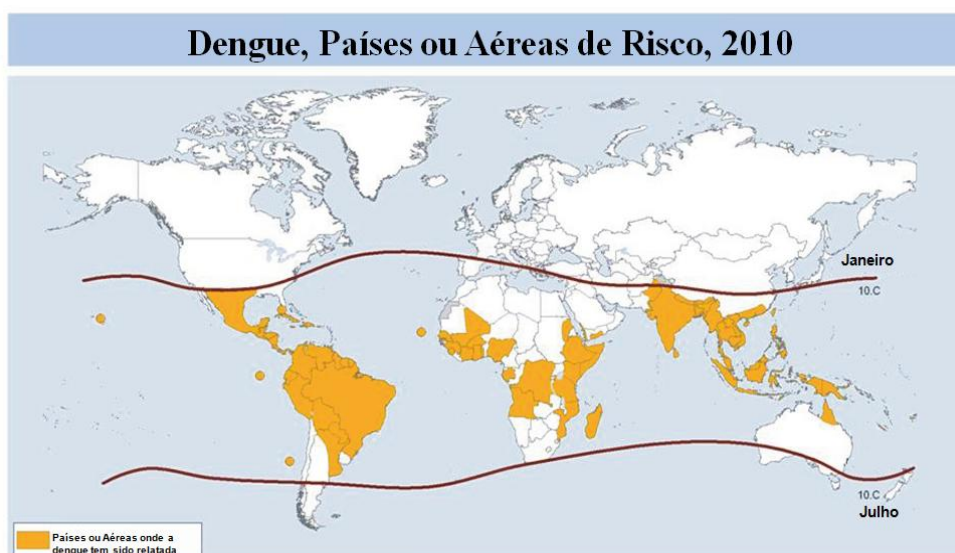 Dengue, Países ou Aéreas de Risco, 2010
Janeiro
10.C
10.C
Julho
Países ou Aéreas onde a
dengue tem sido relatada